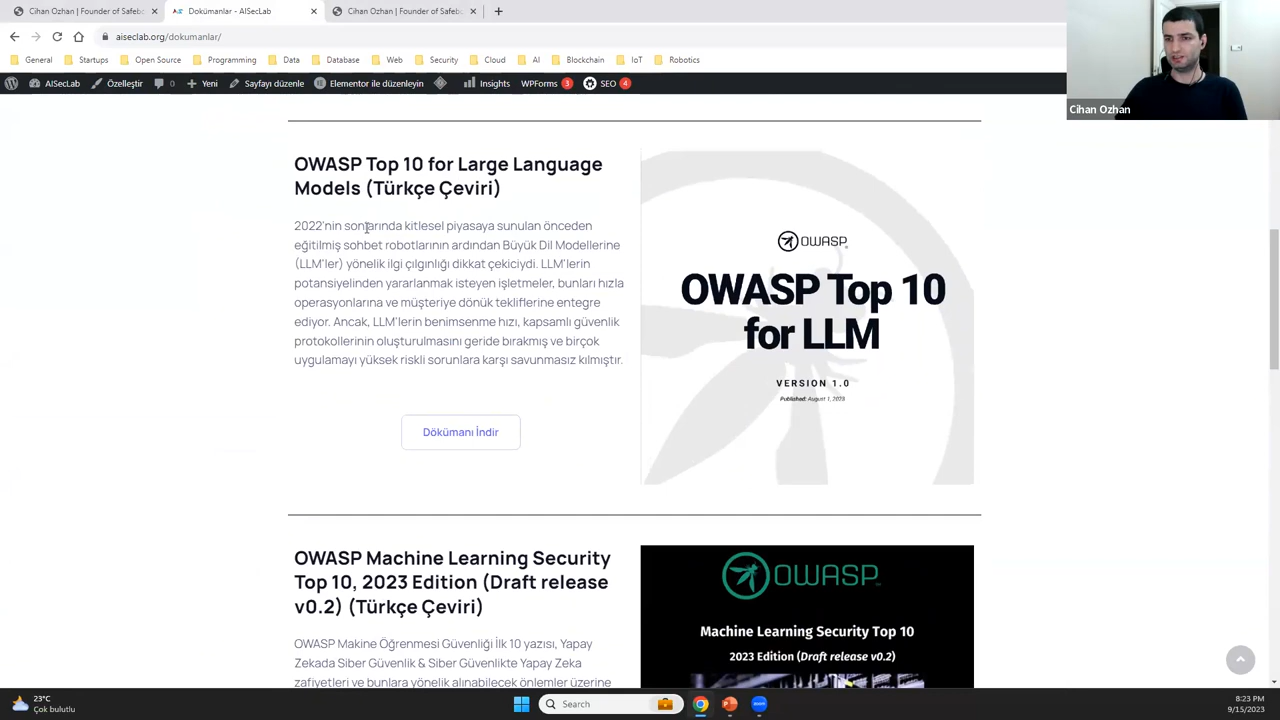 Cihan Ozhan | Founder of Safeb
Dokümanlar - AISecLab
Cihan Ozhan | Founder of Safeb
aiseclab.org/dokumanlar/
General Startups Open Source Programming Data Database Web Security Cloud AI Blockchain IoT Robotics
AISecLab Özelleştir 0 Yeni Sayfayı düzenle Elementor ile düzenleyin Insights WPForms 3 SEO 4
Cihan Ozhan
OWASP Top 10 for Large Language
Models (Türkçe Çeviri)
2022'nin sonlarında kitlesel piyasaya sunulan önceden
eğitilmiş sohbet robotlarının ardından Büyük Dil Modellerine
(LLM'ler) yönelik ilgi çılgınlığı dikkat çekiciydi. LLM'lerin
potansiyelinden yararlanmak isteyen işletmeler, bunları hızla
operasyonlarına ve müşteriye dönük tekliflerine entegre
ediyor. Ancak, LLM'lerin benimsenme hızı, kapsamlı güvenlik
protokollerinin oluşturulmasını geride bırakmış ve birçok
uygulamayı yüksek riskli sorunlara karşı savunmasız kılmıştır.
Dökümanı İndir
OWASP
OWASP Top 10
for LLM
VERSION 1.0
Published: August 1, 2023
OWASP Machine Learning Security
Top 10, 2023 Edition (Draft release
v0.2) (Türkçe Çeviri)
OWASP Makine Öğrenmesi Güvenliği İlk 10 yazısı, Yapay
Zekada Siber Güvenlik & Siber Güvenlikte Yapay Zeka
zafiyetleri ve bunlara yönelik alınabilecek önlemler üzerine
OWASP
Machine Learning Security Top 10
2023 Edition (Draft release v0.2)
23°C
Çok bulutlu
Search
zoom
8:23 PM
9/15/2023